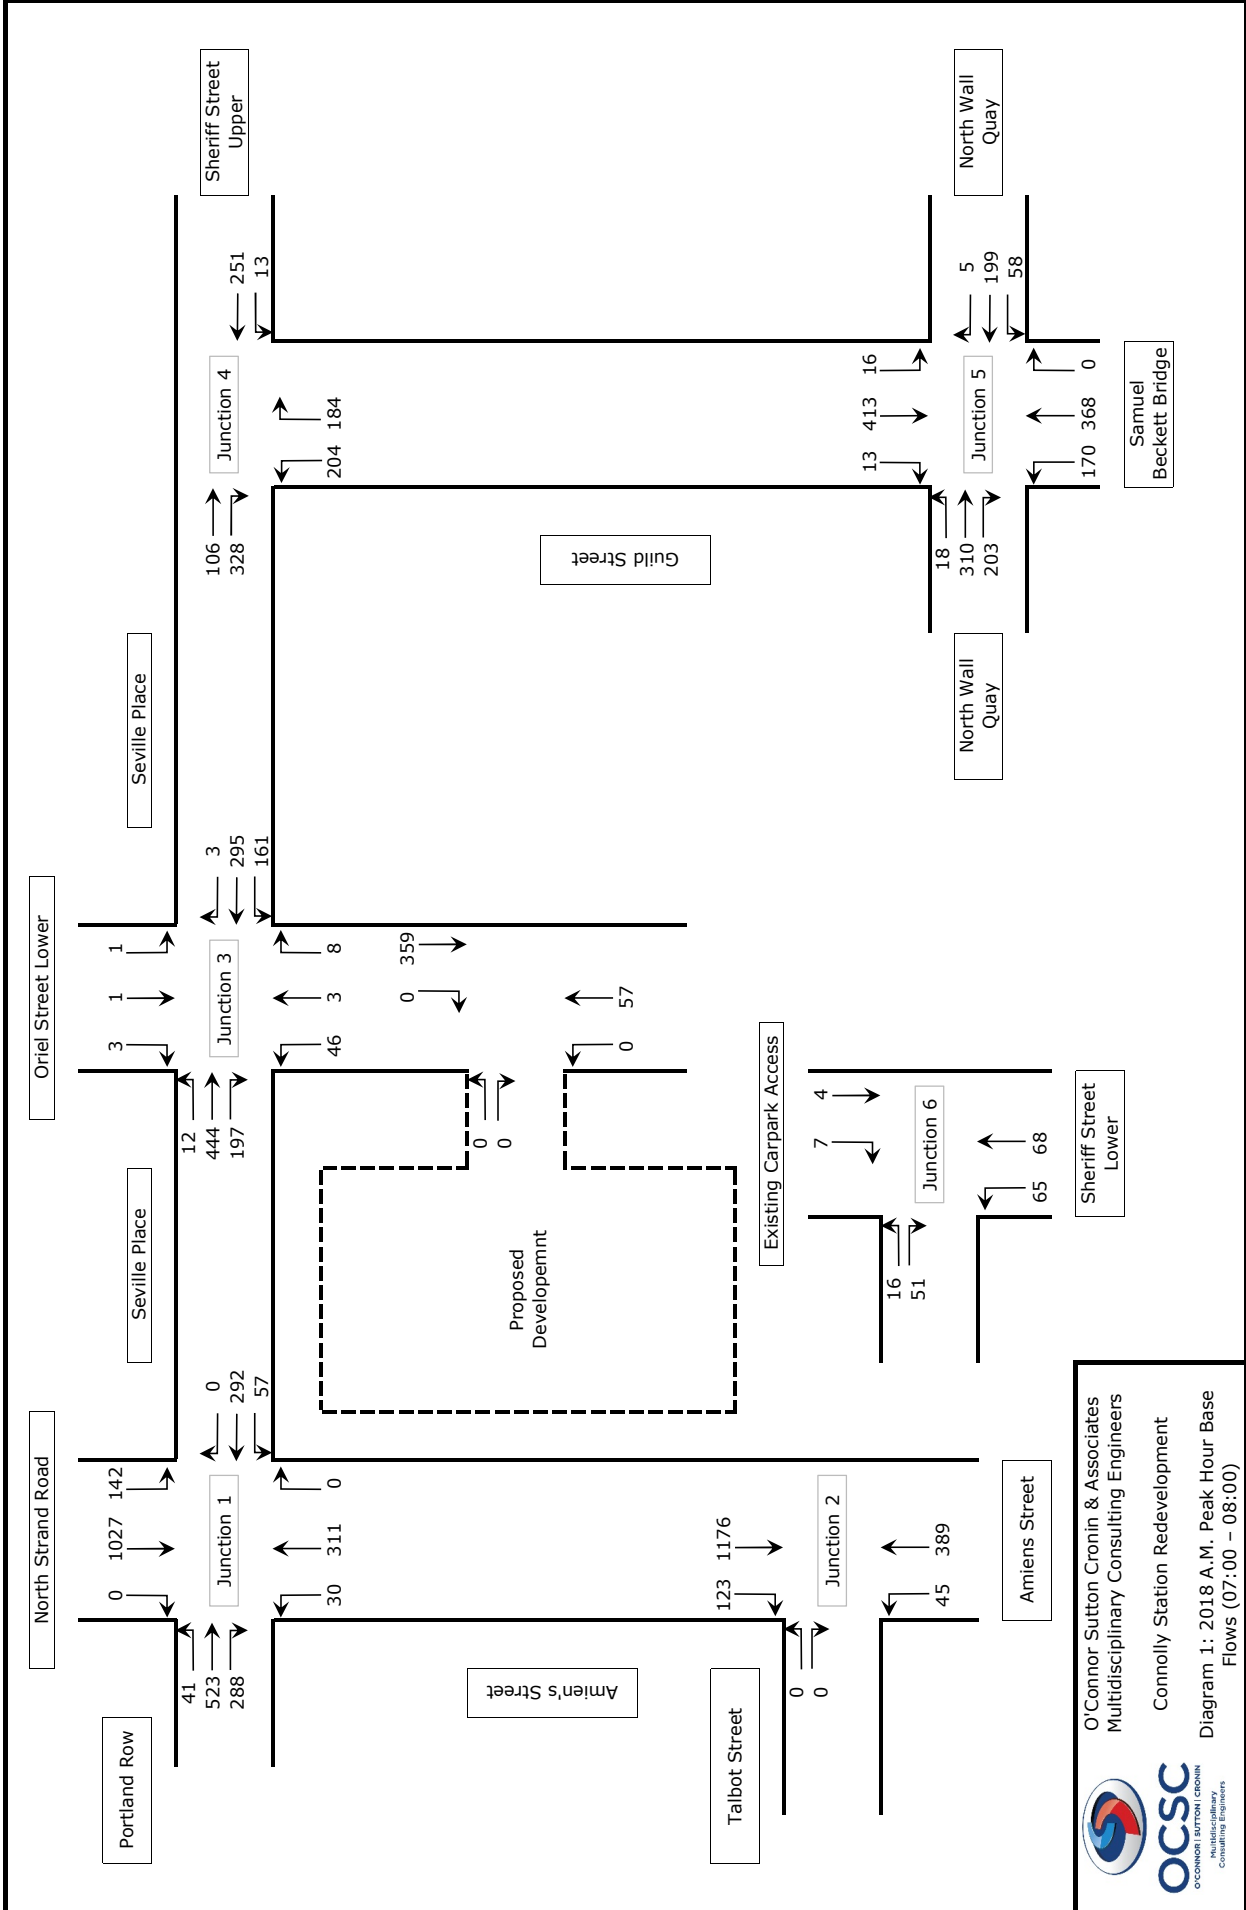 Sheriff Street
Upper
North Wall
Quay
251
13
5
199
58
Junction 4
184
204
16
413
13
Junction 5
0
368
170
Samuel
Beckett Bridge
106
328
Guild Street
18
310
203
North Wall
Quay
Seville Place
3
295
161
Oriel Street Lower
1
1
3
Junction 3
8
3
46
359
0
57
0
12
444
197
0
0
Existing Carpark Access
4
7
Junction 6
68
65
Sheriff Street
Lower
16
51
Seville Place
Proposed
Developemnt
0
292
57
North Strand Road
142
1027
0
Junction 1
0
311
30
1176
123
Junction 2
389
45
Amiens Street
41
523
288
Amien's Street
0
0
Portland Row
Talbot Street
O'Connor Sutton Cronin & Associates
Multidisciplinary Consulting Engineers
Connolly Station Redevelopment
Diagram 1: 2018 A.M. Peak Hour Base
Flows (07:00 – 08:00)
OCSC
O'CONNOR | SUTTON | CRONIN
Multidisciplinary
Consulting Engineers